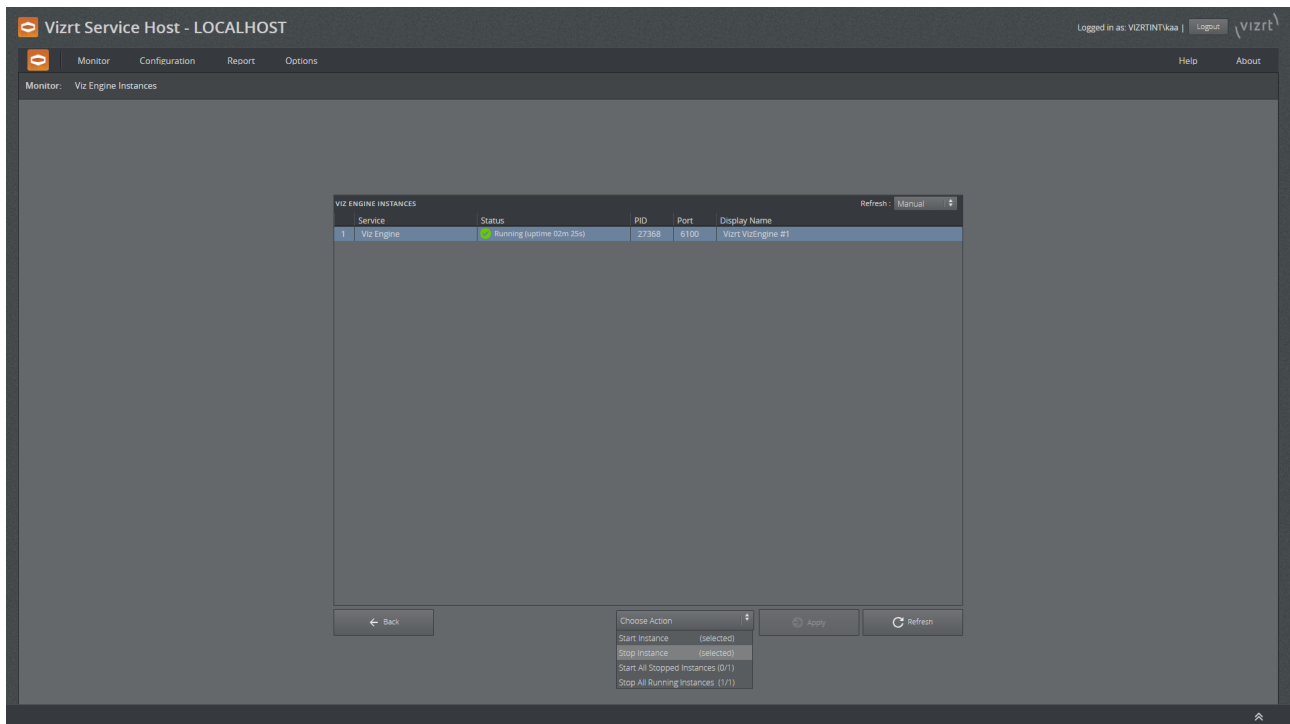 Vizrt Service Host - LOCALHOST
Logged in as: VIZRTINT\kaa | Logout vizrt
Monitor Configuration Report Options Help About
Monitor: Viz Engine Instances
VIZ ENGINE INSTANCES Refresh : Manual
Service Status PID Port Display Name
1 Viz Engine Running (uptime 02m 25s) 27368 6100 Vizrt VizEngine #1
Back Choose Action Apply Refresh
Start Instance (selected)
Stop Instance (selected)
Start All Stopped Instances (0/1)
Stop All Running Instances (1/1)